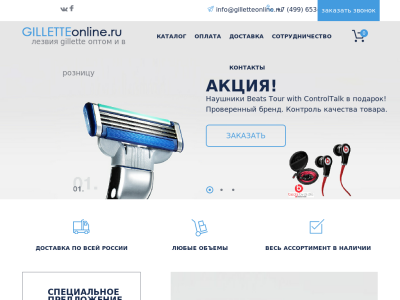 info@gilletteonline.ru
(499) 653
заказать звонок
GILLETTEonline.ru
лезвия gillette оптом и в
розницу
КАТАЛОГ ОПЛАТА ДОСТАВКА СОТРУДНИЧЕСТВО
КОНТАКТЫ
0
АКЦИЯ!
Наушники Beats Tour with ControlTalk в подарок!
Проверенный бренд. Контроль качества товара.
ЗАКАЗАТЬ
01.
01.
ДОСТАВКА ПО ВСЕЙ РОССИИ
ЛЮБЫЕ ОБЪЕМЫ
ВЕСЬ АССОРТИМЕНТ В НАЛИЧИИ
СПЕЦИАЛЬНОЕ
ПРЕДЛОЖЕНИЕ